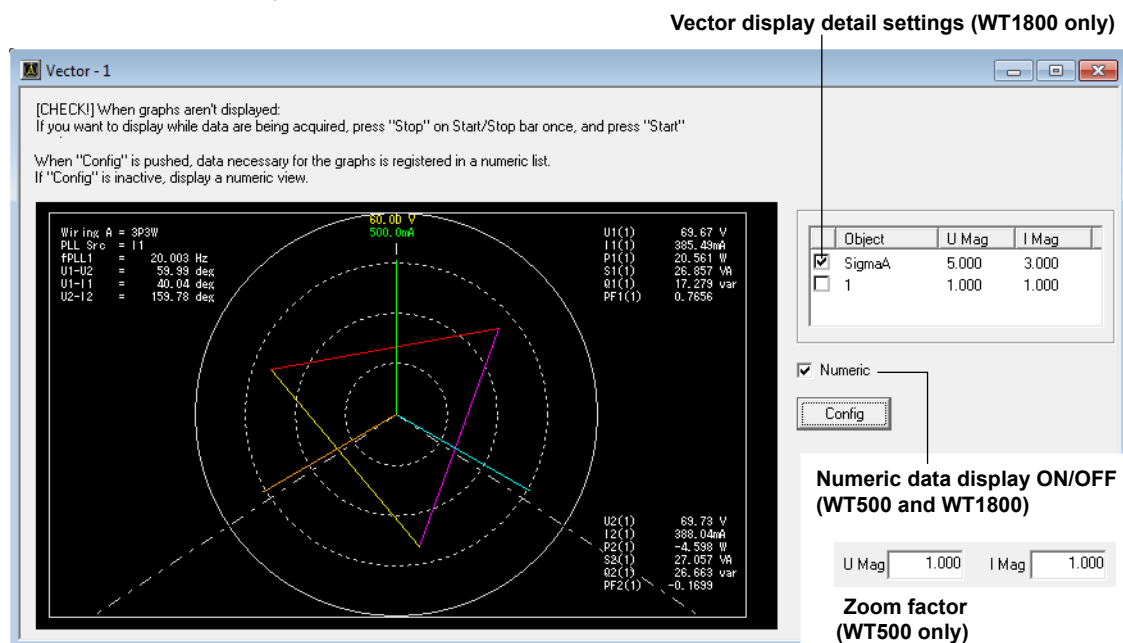 Vector display detail settings (WT1800 only)
Vector - 1
[CHECK!] When graphs aren't displayed:
If you want to display while data are being acquired, press "Stop" on Start/Stop bar once, and press "Start"
When "Config" is pushed, data necessary for the graphs is registered in a numeric list.
If "Config" is inactive, display a numeric view.
60.00 V
500.0mA
Wiring A = 3P3W
PLL Src = I1
fPLL1 = 20.003 Hz
U1-U2 = 59.99 deg
U1-I1 = 40.04 deg
U2-I2 = 159.78 deg
U1(1) 69.67 V
I1(1) 385.49mA
P1(1) 20.561 W
S1(1) 26.857 VA
Q1(1) 17.279 var
PF1(1) 0.7656
U2(1) 69.73 V
I2(1) 388.04mA
P2(1) -4.598 W
S2(1) 27.057 VA
Q2(1) 26.663 var
PF2(1) -0.1699
Object U Mag I Mag
SigmaA 5.000 3.000
1 1.000 1.000
Numeric
Config
Numeric data display ON/OFF
(WT500 and WT1800)
U Mag 1.000 I Mag 1.000
Zoom factor
(WT500 only)